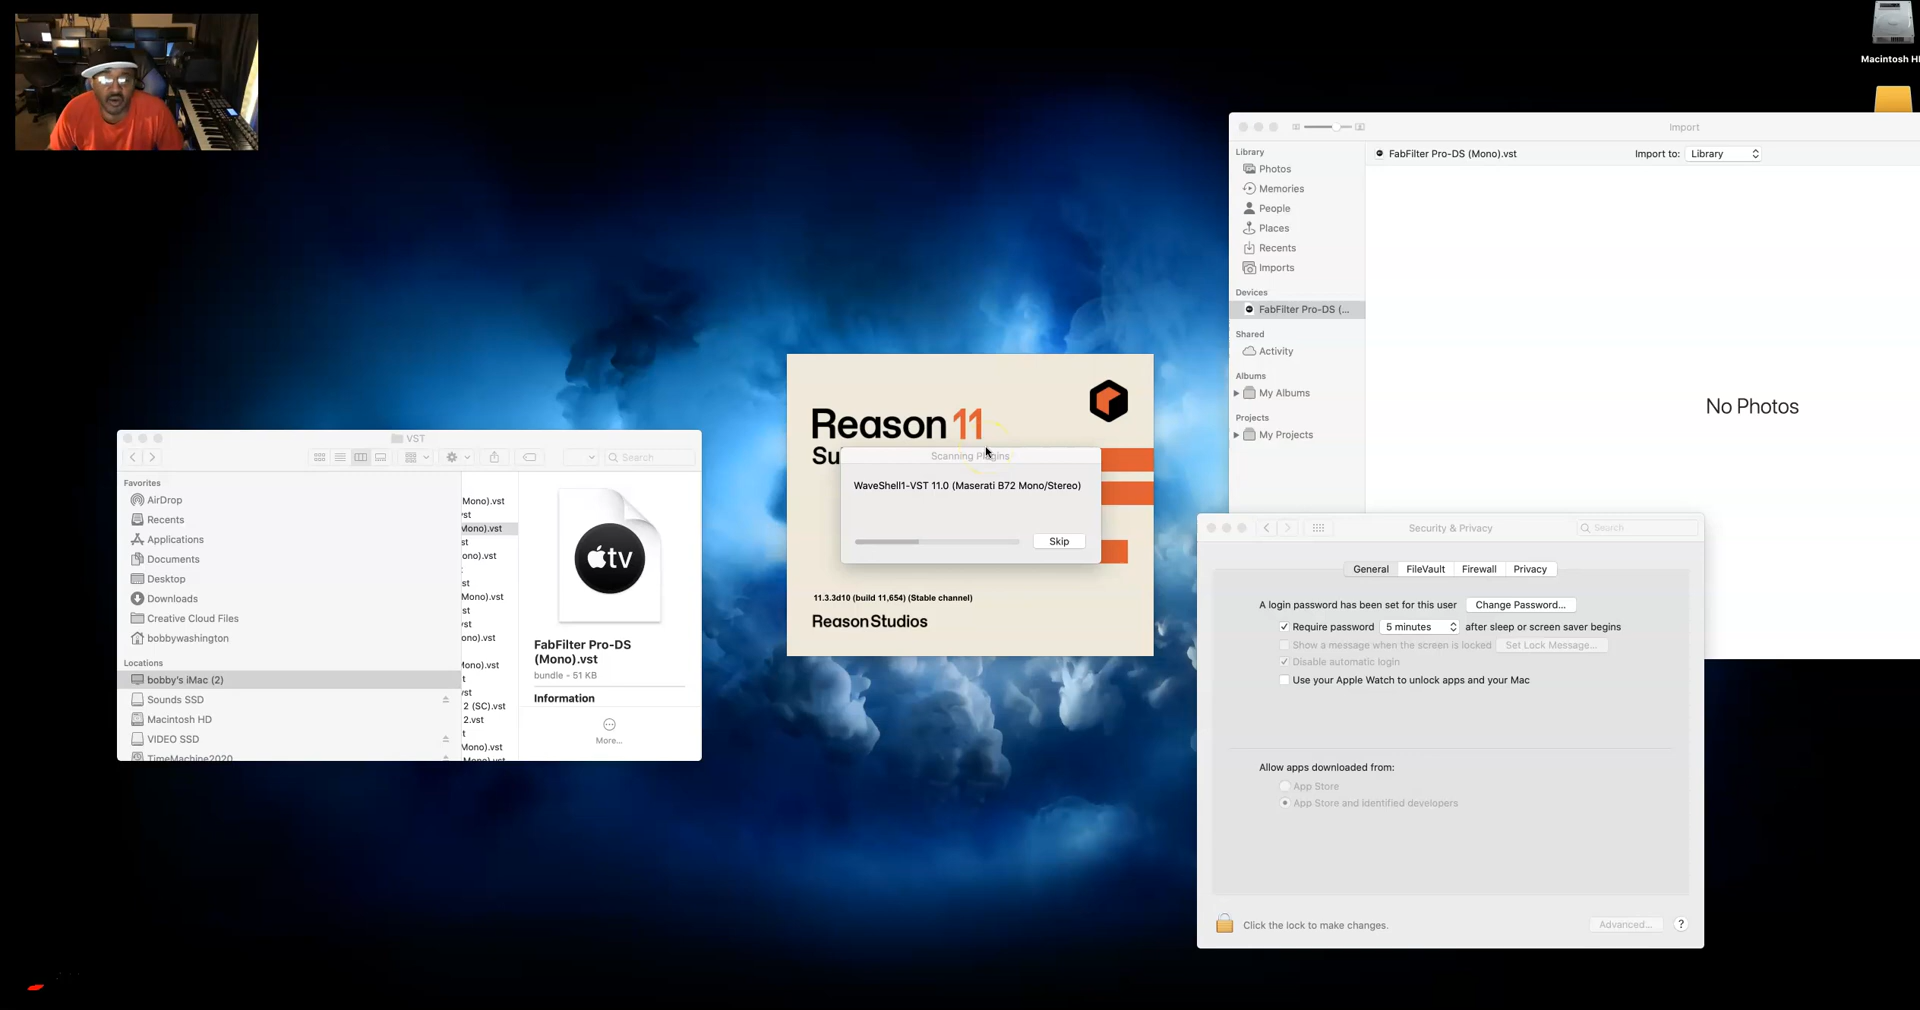 Macintosh H
Import
Library
Photos
Memories
People
Places
Recents
Imports
Devices
FabFilter Pro-DS (...
Shared
Activity
Albums
My Albums
Projects
My Projects
FabFilter Pro-DS (Mono).vst
Import to: Library
No Photos
VST
Search
Favorites
AirDrop
Recents
Applications
Documents
Desktop
Downloads
Creative Cloud Files
bobbywashington
Locations
bobby's iMac (2)
Sounds SSD
Macintosh HD
VIDEO SSD
TimeMachine2020
Mono).vst
st
Mono).vst
st
ono).vst
st
Mono).vst
vst
ono).vst
Mono).vst
t
vst
2 (SC).vst
2.vst
t
Mono).vst
Mono).vst
tv
FabFilter Pro-DS
(Mono).vst
bundle - 51 KB
Information
More...
Reason 11
Su
Scanning Plugins
WaveShell1-VST 11.0 (Maserati B72 Mono/Stereo)
Skip
11.3.3d10 (build 11,654) (Stable channel)
ReasonStudios
Security & Privacy
Search
General
FileVault
Firewall
Privacy
A login password has been set for this user
Change Password...
Require password 5 minutes after sleep or screen saver begins
Show a message when the screen is locked
Set Lock Message...
Disable automatic login
Use your Apple Watch to unlock apps and your Mac
Allow apps downloaded from:
App Store
App Store and identified developers
Click the lock to make changes.
Advanced...
?